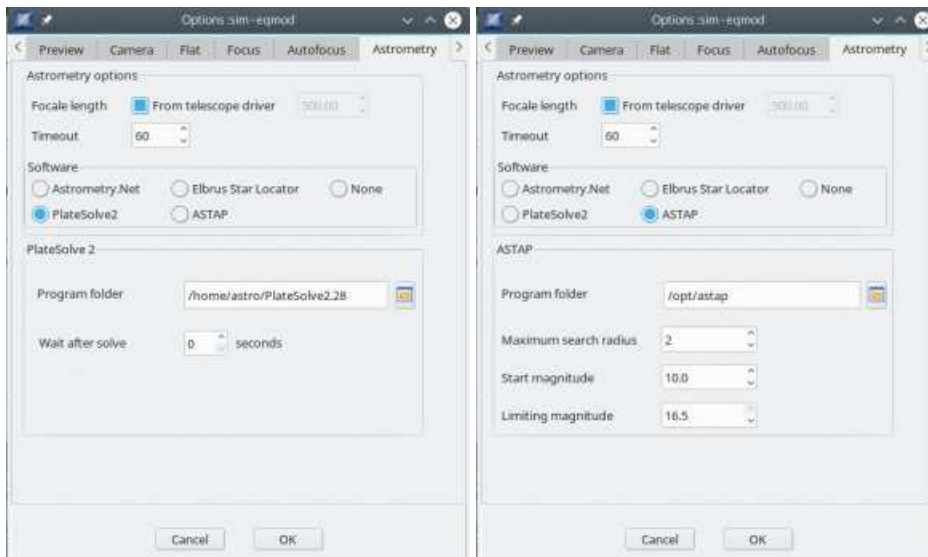 Options :sim-eqmod
Preview Camera Flat Focus Autofocus Astrometry
Astrometry options
Focale length From telescope driver 500.00
Timeout 60
Software
Astrometry.Net Elbrus Star Locator None
PlateSolve2 ASTAP
PlateSolve 2
Program folder /home/astro/PlateSolve2.28
Wait after solve 0 seconds
Cancel OK
Options :sim-eqmod
Preview Camera Flat Focus Autofocus Astrometry
Astrometry options
Focale length From telescope driver 500.00
Timeout 60
Software
Astrometry.Net Elbrus Star Locator None
PlateSolve2 ASTAP
ASTAP
Program folder /opt/astap
Maximum search radius 2
Start magnitude 10.0
Limiting magnitude 16.5
Cancel OK